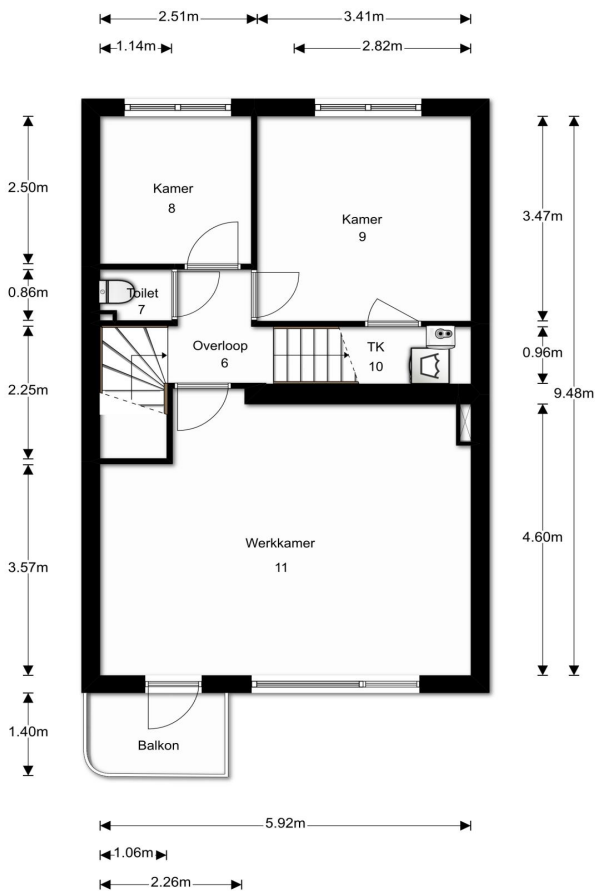 2.51m
3.41m
1.14m
2.82m
2.50m
Kamer
8
Kamer
9
3.47m
0.86m
Toilet
7
Overloop
6
TK
10
0.96m
2.25m
9.48m
Werkkamer
11
4.60m
3.57m
1.40m
Balkon
5.92m
1.06m
2.26m